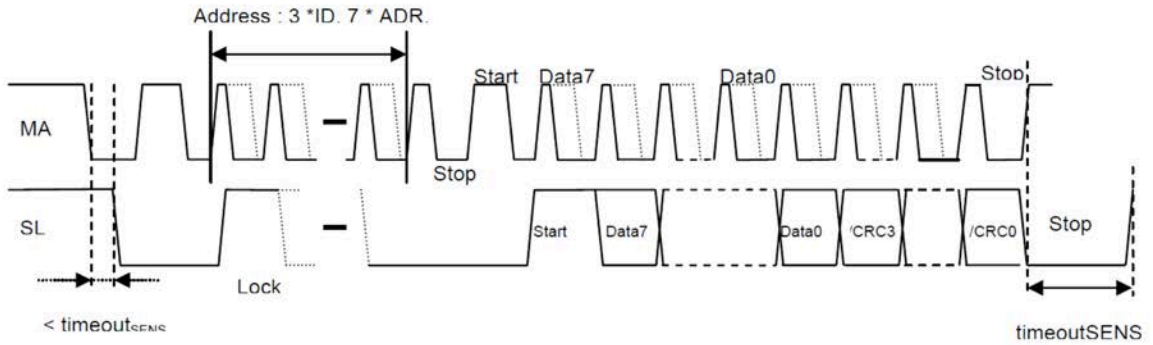 Address : 3 *ID. 7 * ADR.
Start Data7 Data0 Stop
MA
Stop
SL
Start Data7 Data0 /CRC3 /CRC0 Stop
Lock
< timeoutSENS
timeoutSENS